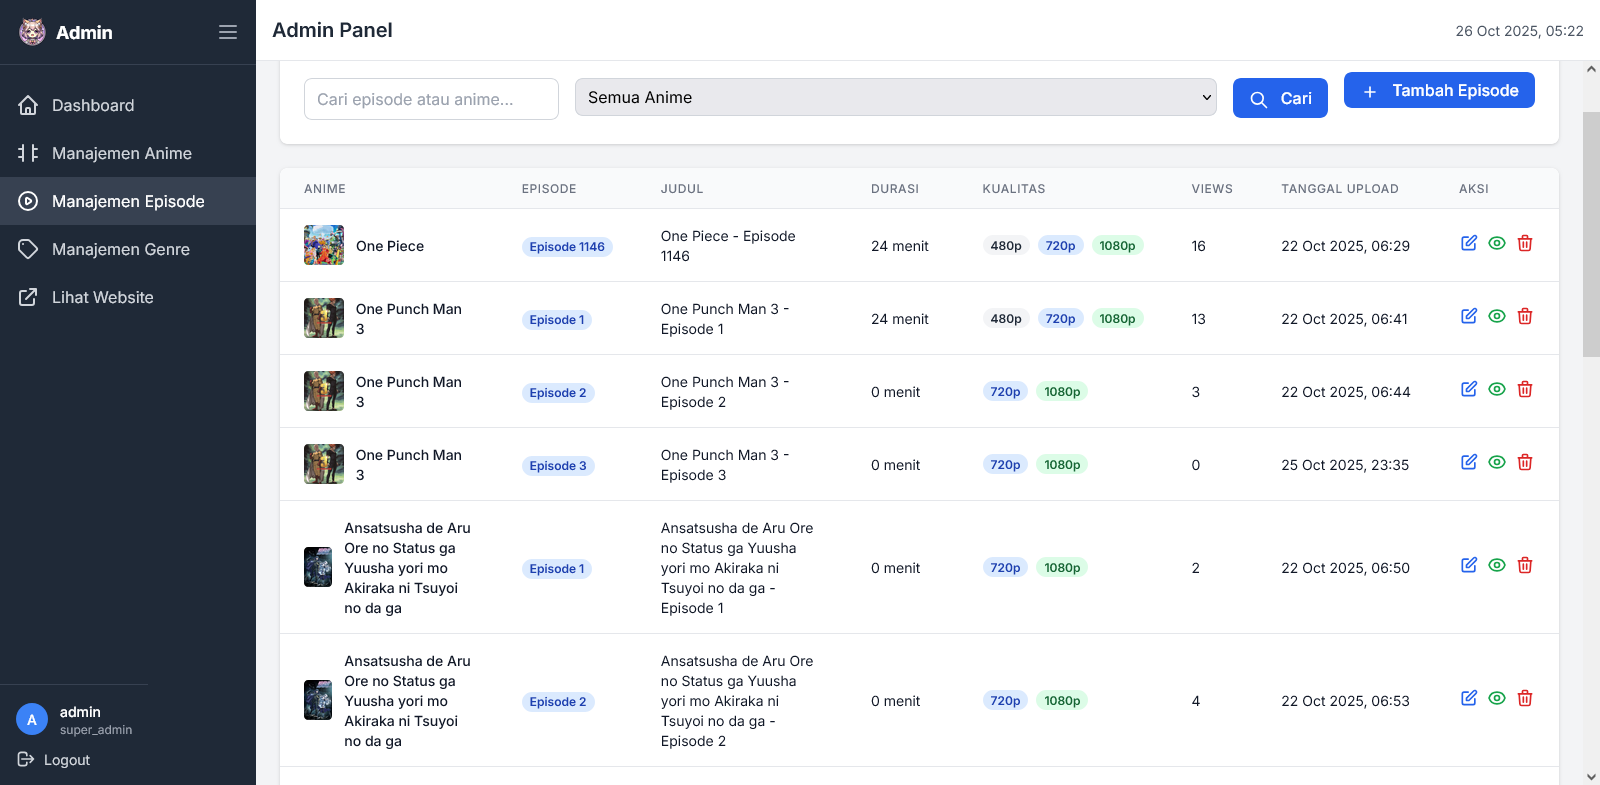 Admin
Admin Panel
26 Oct 2025, 05:22
Dashboard
Manajemen Anime
Manajemen Episode
Manajemen Genre
Lihat Website
A
admin
super_admin
Logout
Cari episode atau anime...
Semua Anime
Cari
Tambah Episode
ANIME EPISODE JUDUL DURASI KUALITAS VIEWS TANGGAL UPLOAD AKSI
One Piece
Episode 1146
One Piece - Episode
1146
24 menit
480p 720p 1080p
16
22 Oct 2025, 06:29
One Punch Man
3
Episode 1
One Punch Man 3 -
Episode 1
24 menit
480p 720p 1080p
13
22 Oct 2025, 06:41
One Punch Man
3
Episode 2
One Punch Man 3 -
Episode 2
0 menit
720p 1080p
3
22 Oct 2025, 06:44
One Punch Man
3
Episode 3
One Punch Man 3 -
Episode 3
0 menit
720p 1080p
0
25 Oct 2025, 23:35
Ansatsusha de Aru
Ore no Status ga
Yuusha yori mo
Akiraka ni Tsuyoi
no da ga
Episode 1
Ansatsusha de Aru Ore
no Status ga Yuusha
yori mo Akiraka ni
Tsuyoi no da ga -
Episode 1
0 menit
720p 1080p
2
22 Oct 2025, 06:50
Ansatsusha de Aru
Ore no Status ga
Yuusha yori mo
Akiraka ni Tsuyoi
no da ga
Episode 2
Ansatsusha de Aru Ore
no Status ga Yuusha
yori mo Akiraka ni
Tsuyoi no da ga -
Episode 2
0 menit
720p 1080p
4
22 Oct 2025, 06:53